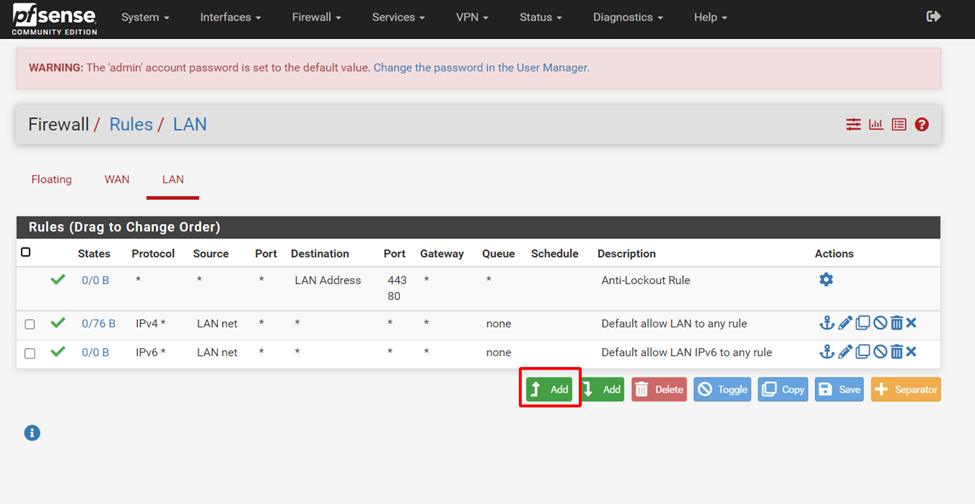 pfsense
COMMUNITY EDITION
System Interfaces Firewall Services VPN Status Diagnostics Help
WARNING: The 'admin' account password is set to the default value. Change the password in the User Manager.
Firewall / Rules / LAN
Floating WAN LAN
Rules (Drag to Change Order)
States Protocol Source Port Destination Port Gateway Queue Schedule Description Actions
0/0 B * * * LAN Address 443 * * Anti-Lockout Rule
80
0/76 B IPv4 * LAN net * * * * none Default allow LAN to any rule
0/0 B IPv6 * LAN net * * * * none Default allow LAN IPv6 to any rule
Add Add Delete Toggle Copy Save Separator